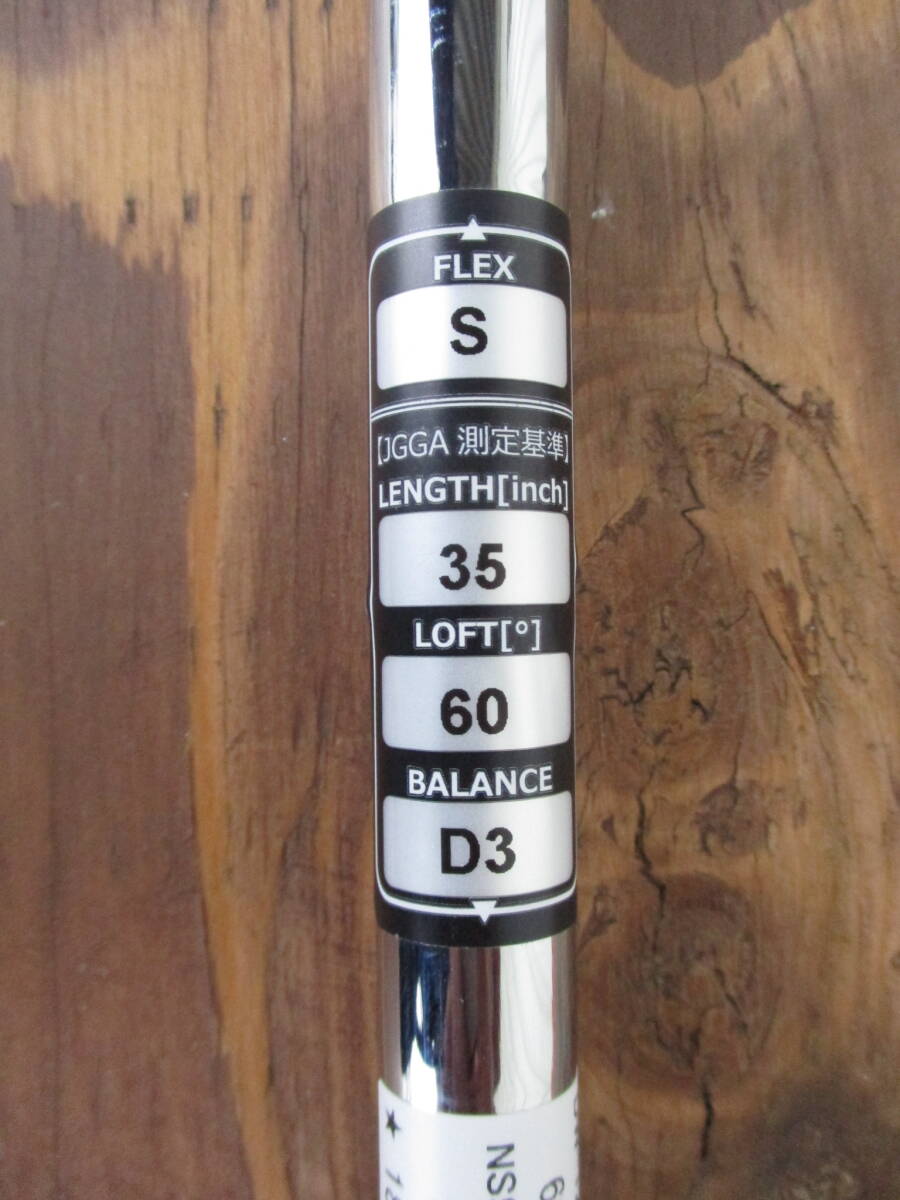 FLEX
S
【JGGA 測定基準】
LENGTH[inch]
35
LOFT[°]
60
BALANCE
D3